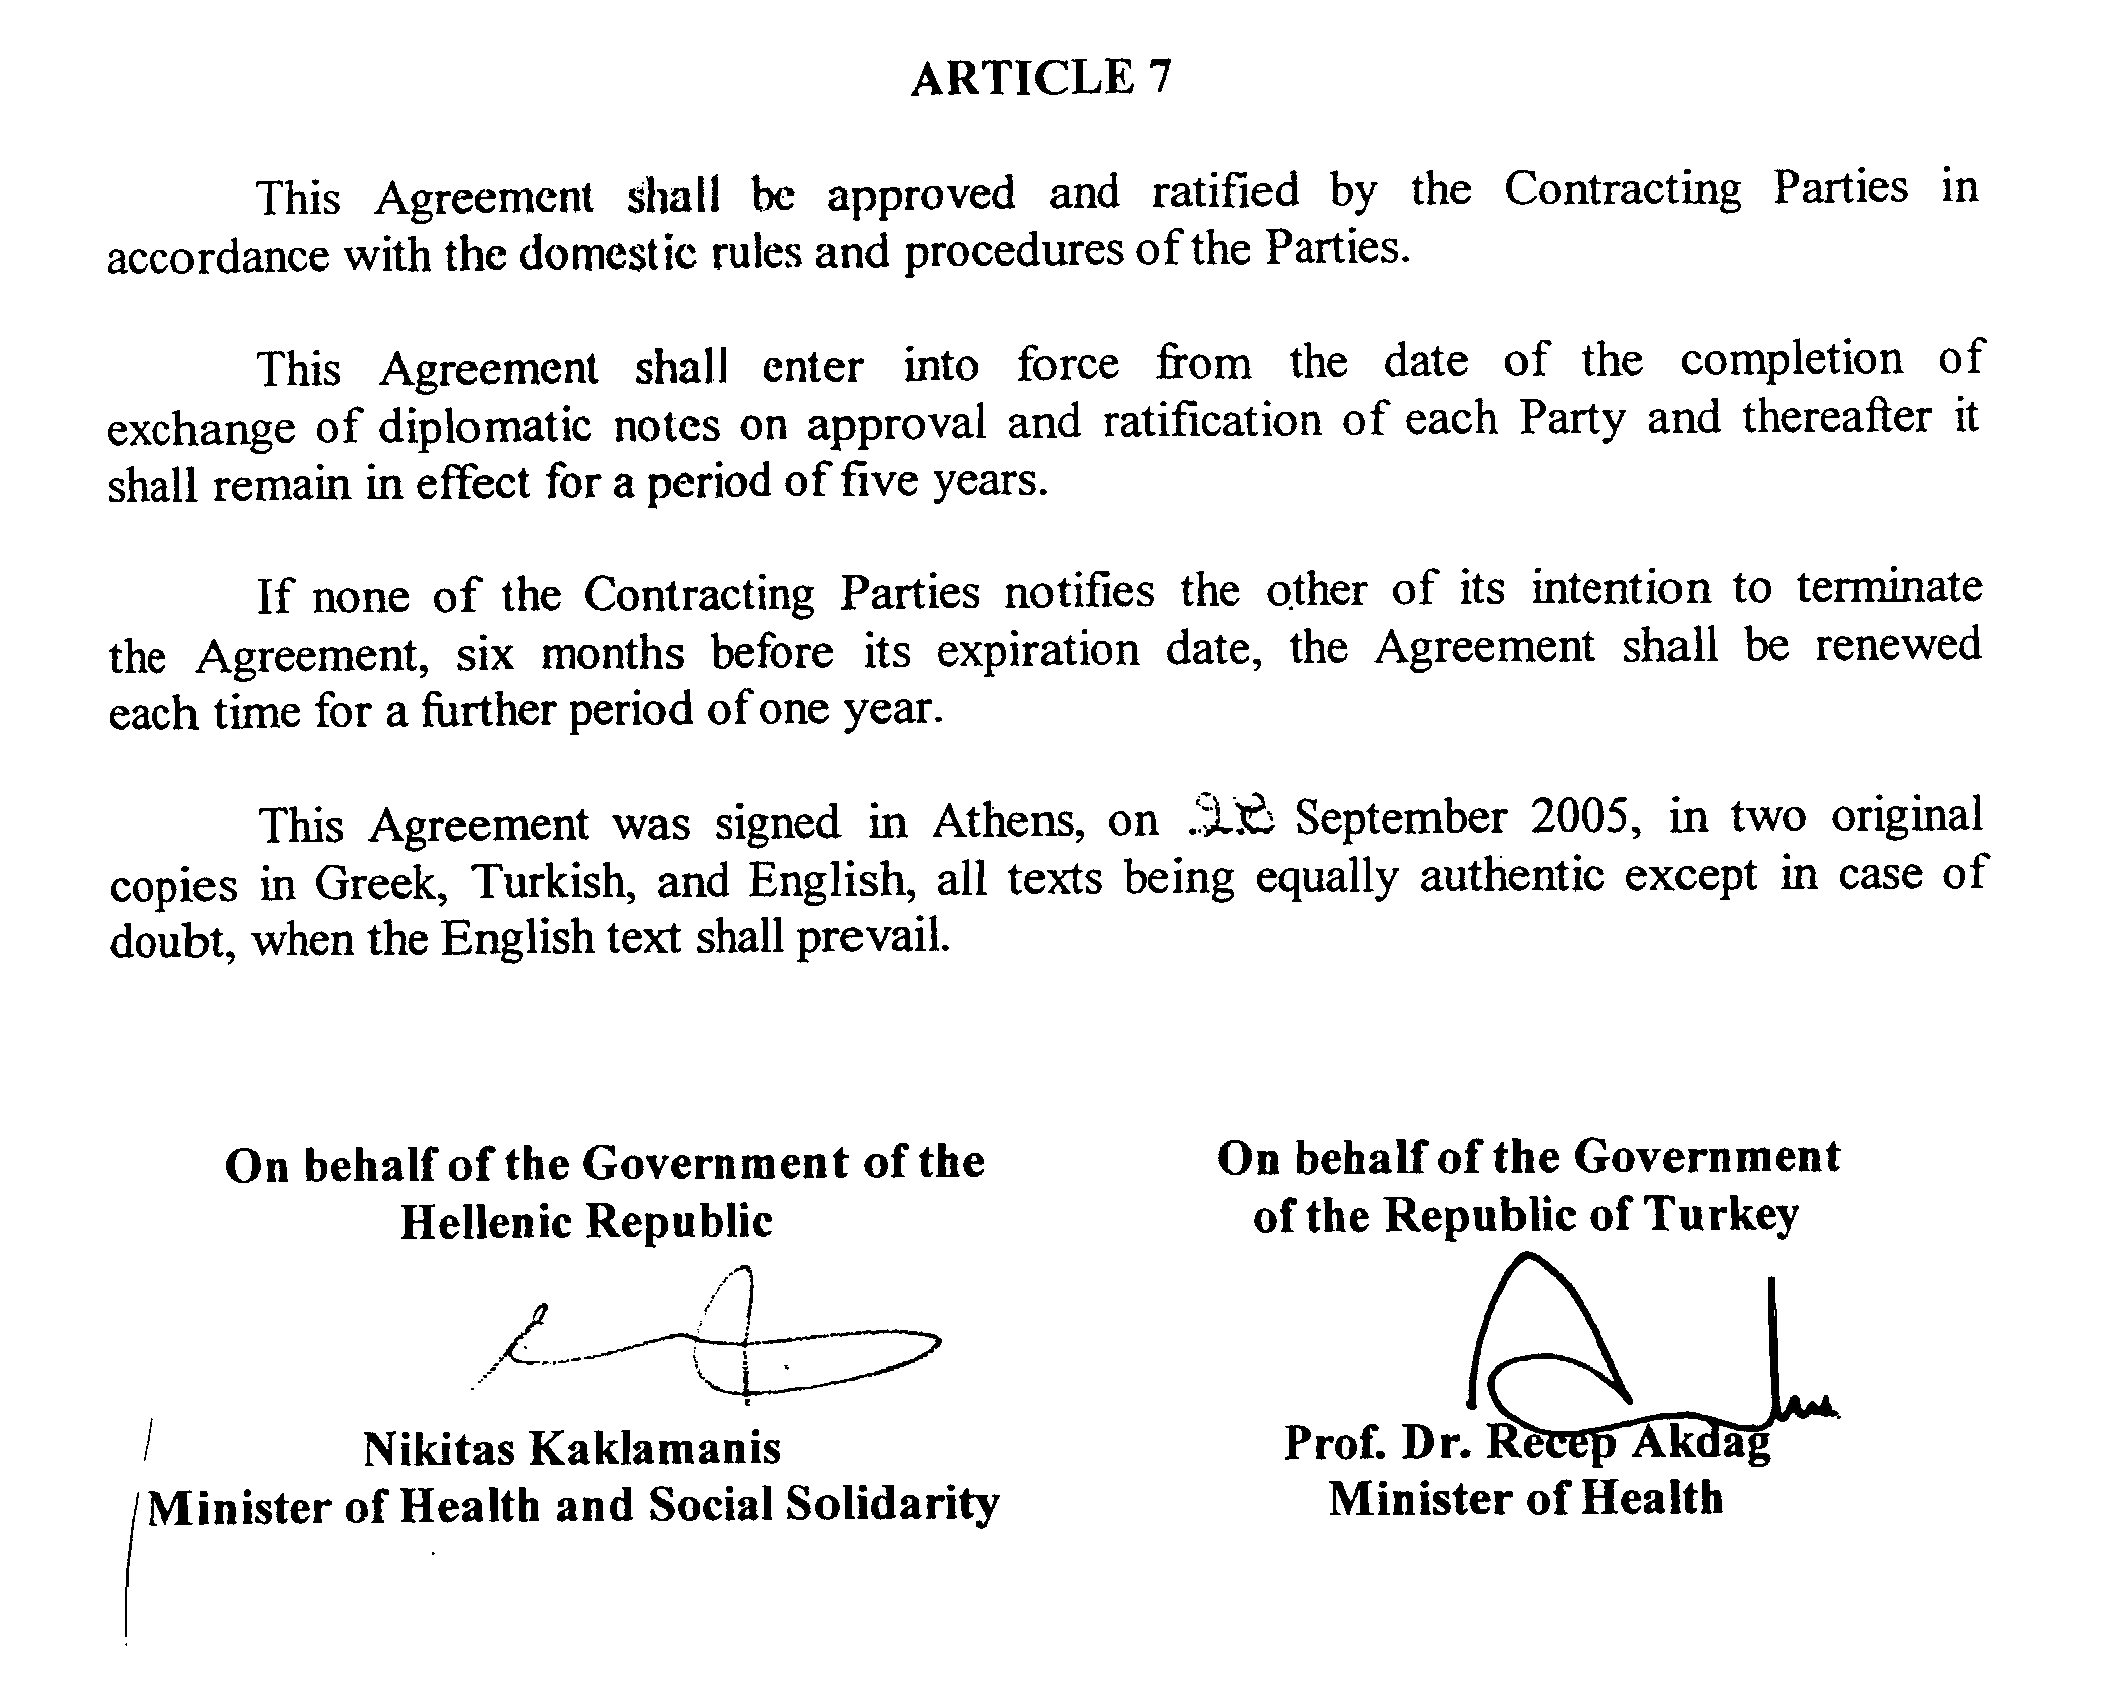 ARTICLE 7
This Agreement shall be approved and ratified by the Contracting Parties in
accordance with the domestic rules and procedures of the Parties.
This Agreement shall enter into force from the date of the completion of
exchange of diplomatic notes on approval and ratification of each Party and thereafter it
shall remain in effect for a period of five years.
If none of the Contracting Parties notifies the other of its intention to terminate
the Agreement, six months before its expiration date, the Agreement shall be renewed
each time for a further period of one year.
This Agreement was signed in Athens, on September 2005, in two original
copies in Greek, Turkish, and English, all texts being equally authentic except in case of
doubt, when the English text shall prevail.
On behalf of the Government of the
Hellenic Republic
Nikitas Kaklamanis
Minister of Health and Social Solidarity
On behalf of the Government
of the Republic of Turkey
Prof. Dr. Recep Akdag
Minister of Health